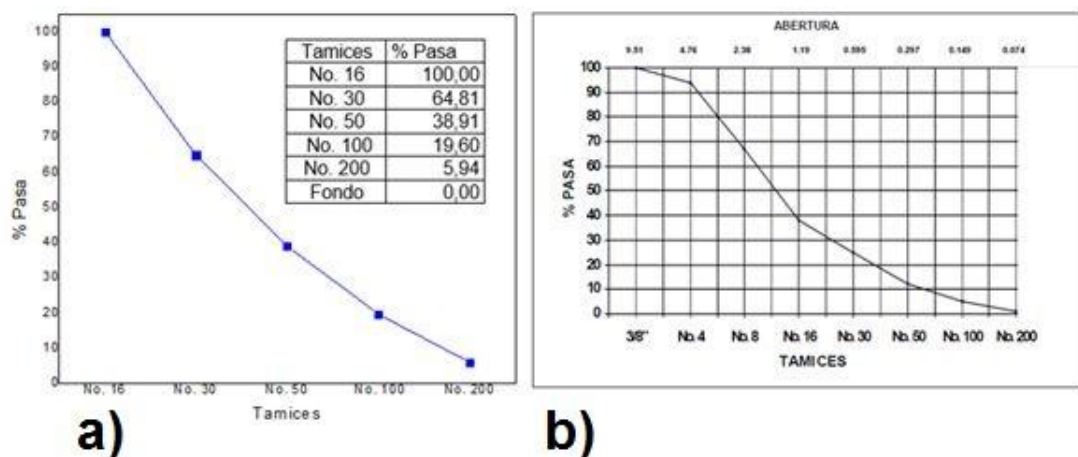 100
90
80
70
60
50
40
30
20
10
0
% Pasa
Tamices % Pasa
No. 16 100,00
No. 30 64,81
No. 50 38,91
No. 100 19,60
No. 200 5,94
Fondo 0,00
No. 16 No. 30 No. 50 No. 100 No. 200
Tamices
a)
ABERTURA
9.51 4.76 2.38 1.19 0.595 0.297 0.149 0.074
100
90
80
70
60
50
40
30
20
10
0
% PASA
3/8" No. 4 No. 8 No. 16 No. 30 No. 50 No. 100 No. 200
TAMICES
b)